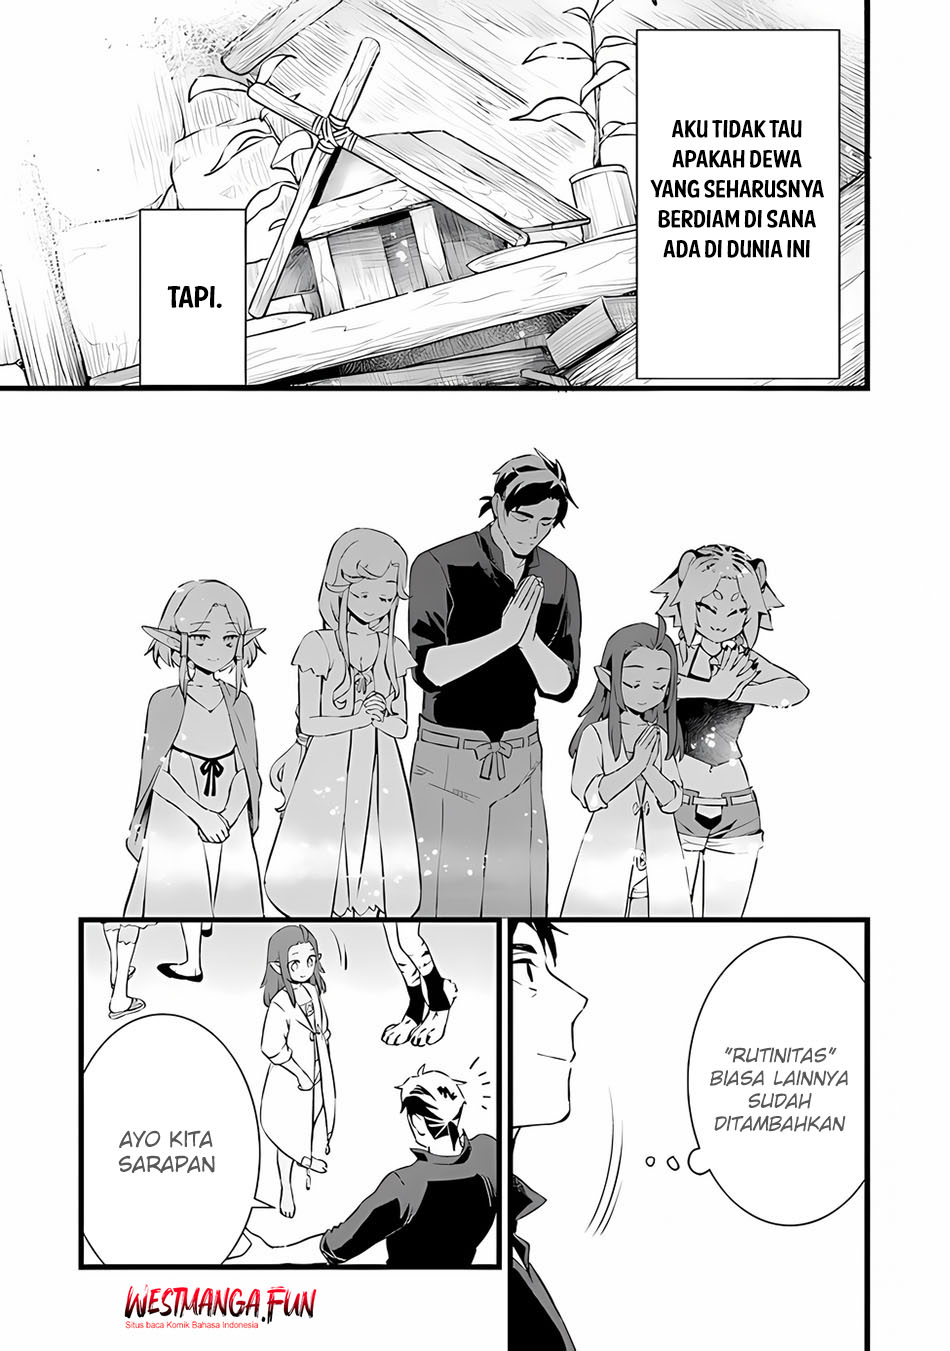 AKU TIDAK TAU
APAKAH DEWA
YANG SEHARUSNYA
BERDIAM DI SANA
ADA DI DUNIA INI
TAPI.
"RUTINITAS"
BIASA LAINNYA
SUDAH
DITAMBAHKAN
AYO KITA
SARAPAN
WESTMANGA.FUN
Situs baca Komik Bahasa Indonesia